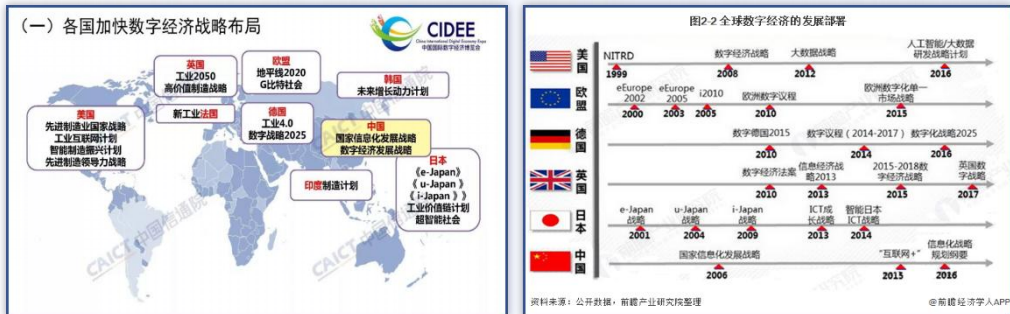 （一）各国加快数字经济战略布局
CIDEE
China International Digital Economy Expo
中国国际数字经济博览会
英国
工业2050
高价值制造战略
欧盟
地平线2020
G比特社会
韩国
未来增长动力计划
美国
先进制造业国家战略
工业互联网计划
智能制造振兴计划
先进制造领导力战略
新工业法国
德国
工业4.0
数字战略2025
中国
国家信息化发展战略
数字经济发展战略
日本
《e-Japan》
《 u-Japan 》
《 i-Japan 》》
工业价值链计划
超智能社会
印度制造计划
CAICT 中国信通院
CAICT 中国信通院
图2-2 全球数字经济的发展部署
美国
NITRD
1999
数字经济战略
2008
大数据战略
2012
人工智能/大数据
研发战略计划
2016
欧盟
eEurope
2002
2000
eEurope
2005
2003
i2010
2005
欧洲数字议程
2010
欧洲数字化单一
市场战略
2015
德国
数字德国2015
2010
数字议程（2014-2017）
2014
数字化战略2025
2016
英国
数字经济法案
2010
信息经济战
略2013
2013
2015-2018数
字经济战略
2015
英国数
字战略
2017
日本
e-Japan
战略
2001
u-Japan
战略
2004
i-Japan
战略
2009
ICT成
长战略
2013
智能日本
ICT战略
2014
中国
国家信息化发展战略
2006
“互联网+”
2015
信息化战略
规划纲要
2016
资料来源：公开数据，前瞻产业研究院整理
@前瞻经济学人APP